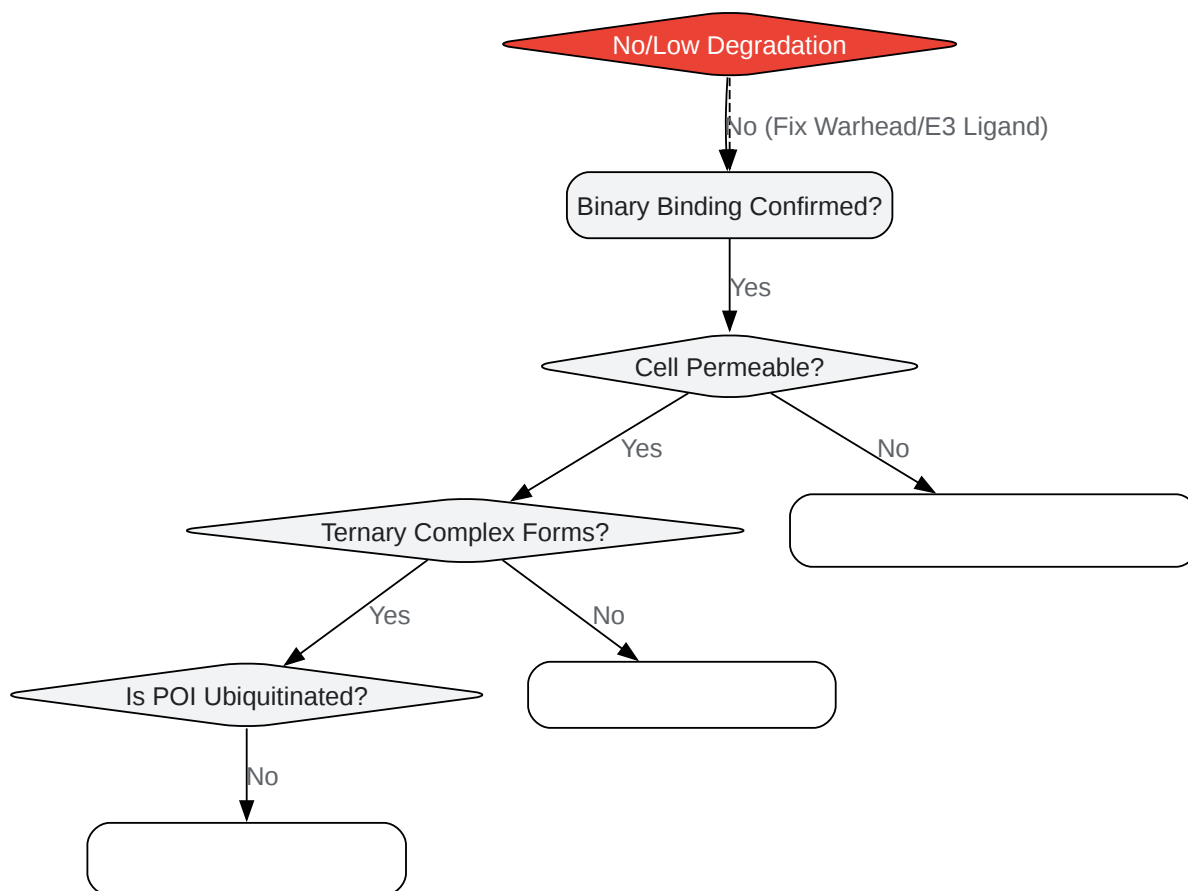 No/Low Degradation
No (Fix Warhead/E3 Ligand)
Binary Binding Confirmed?
Yes
Cell Permeable?
Yes
No
Ternary Complex Forms?
Yes
No
Is POI Ubiquitinated?
No